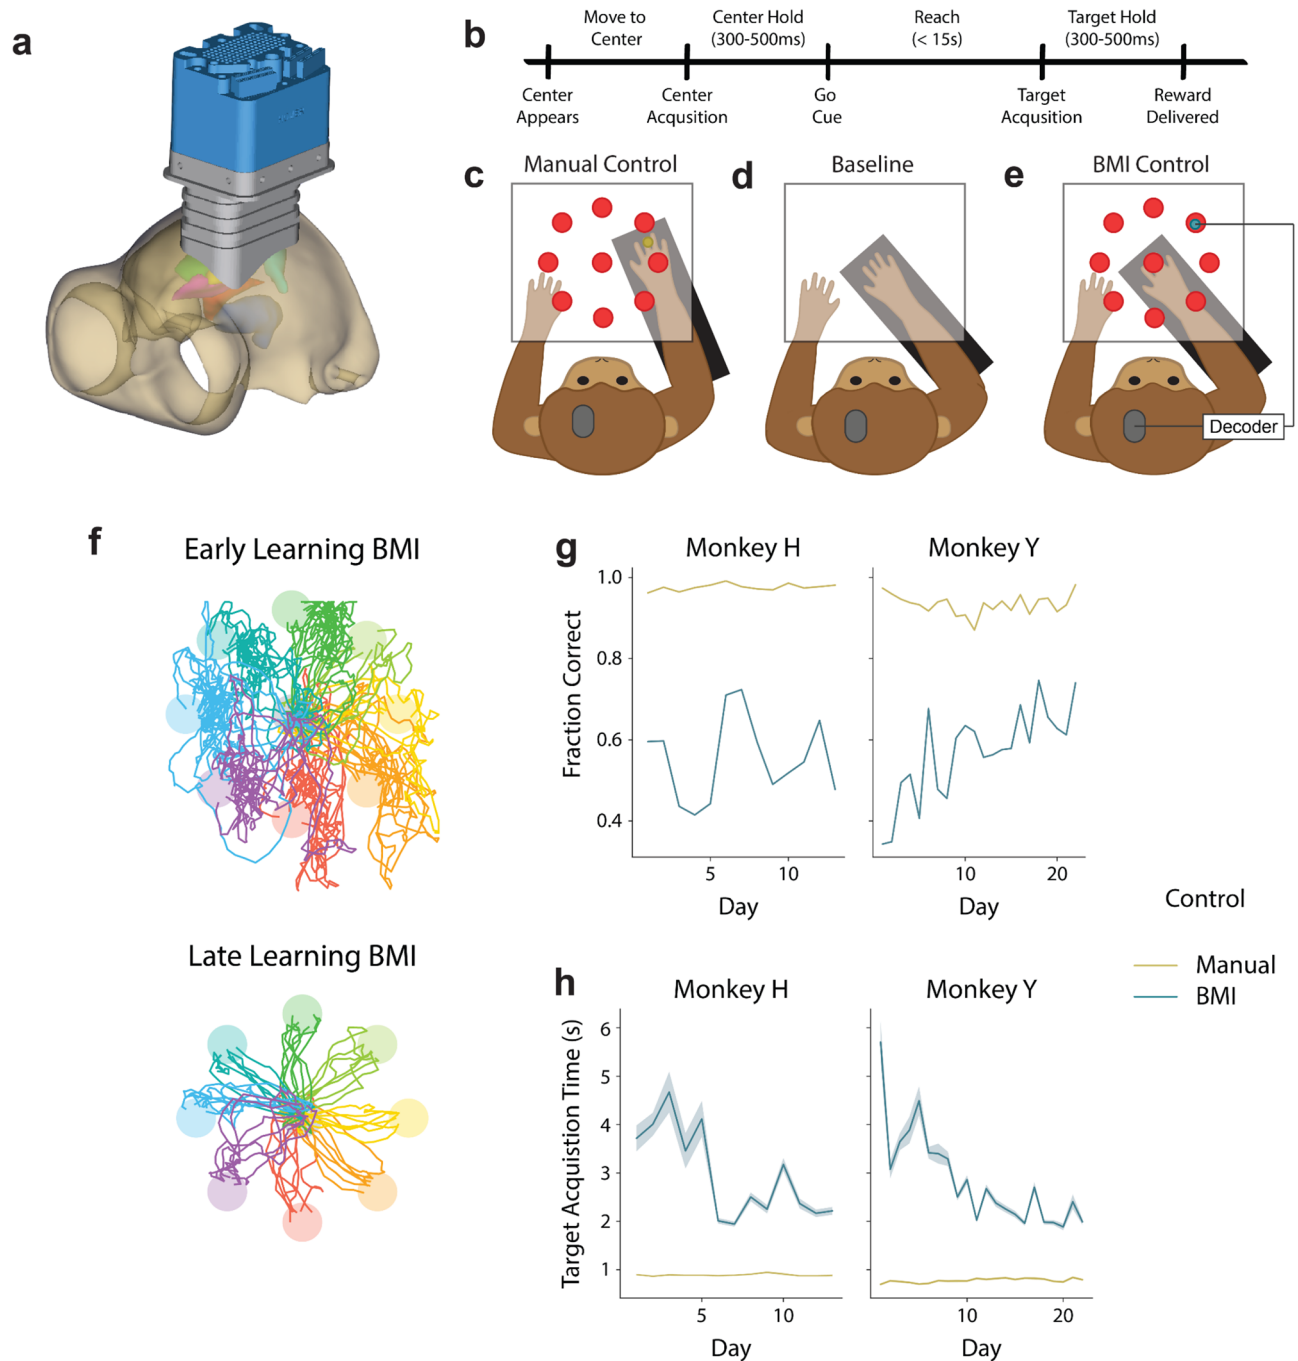 a
b
Move to
Center
Center Hold
(300-500ms)
Reach
(< 15s)
Target Hold
(300-500ms)
Center
Appears
Center
Acqusition
Go
Cue
Target
Acqusition
Reward
Delivered
c
Manual Control
d
Baseline
e
BMI Control
Decoder
f
Early Learning BMI
Late Learning BMI
g
Monkey H
Monkey Y
Fraction Correct
1.0
0.8
0.6
0.4
5
10
10
20
Day
Day
Control
Manual
BMI
h
Monkey H
Monkey Y
Target Acquistion Time (s)
6
5
4
3
2
1
5
10
10
20
Day
Day